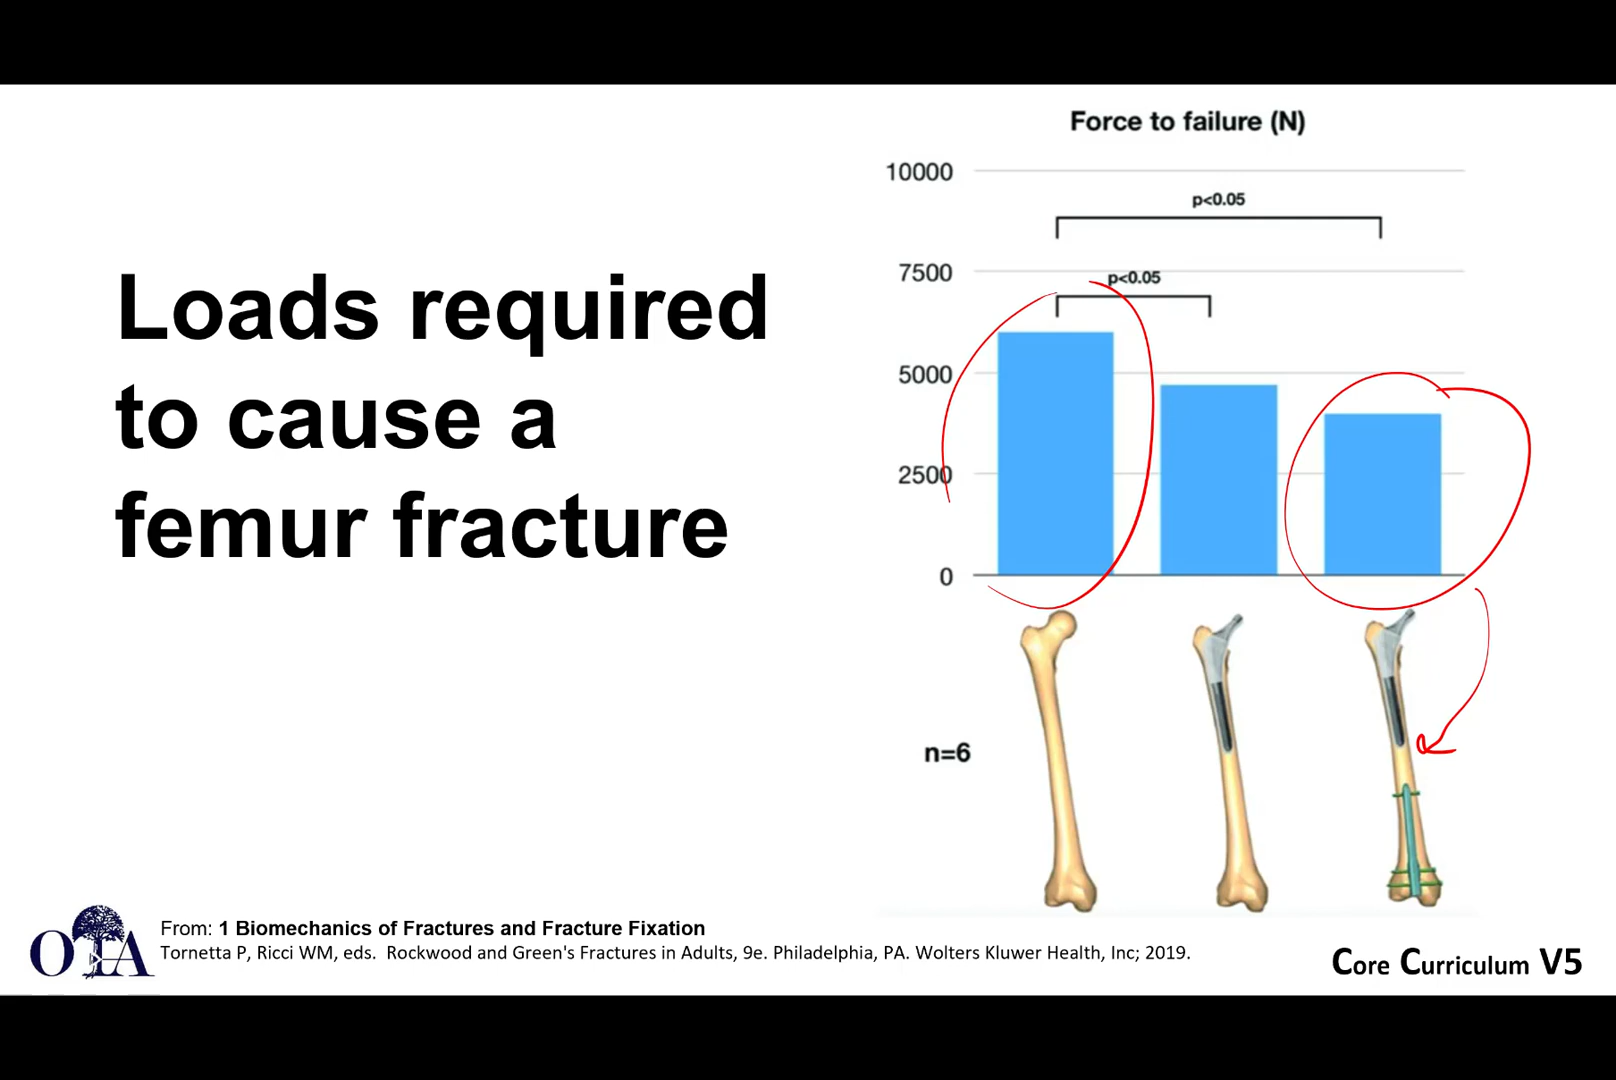 Loads required
to cause a
femur fracture
Force to failure (N)
10000
p<0.05
7500
p<0.05
5000
2500
0
n=6
OTA
From: 1 Biomechanics of Fractures and Fracture Fixation
Tornetta P, Ricci WM, eds. Rockwood and Green's Fractures in Adults, 9e. Philadelphia, PA. Wolters Kluwer Health, Inc; 2019.
Core Curriculum V5